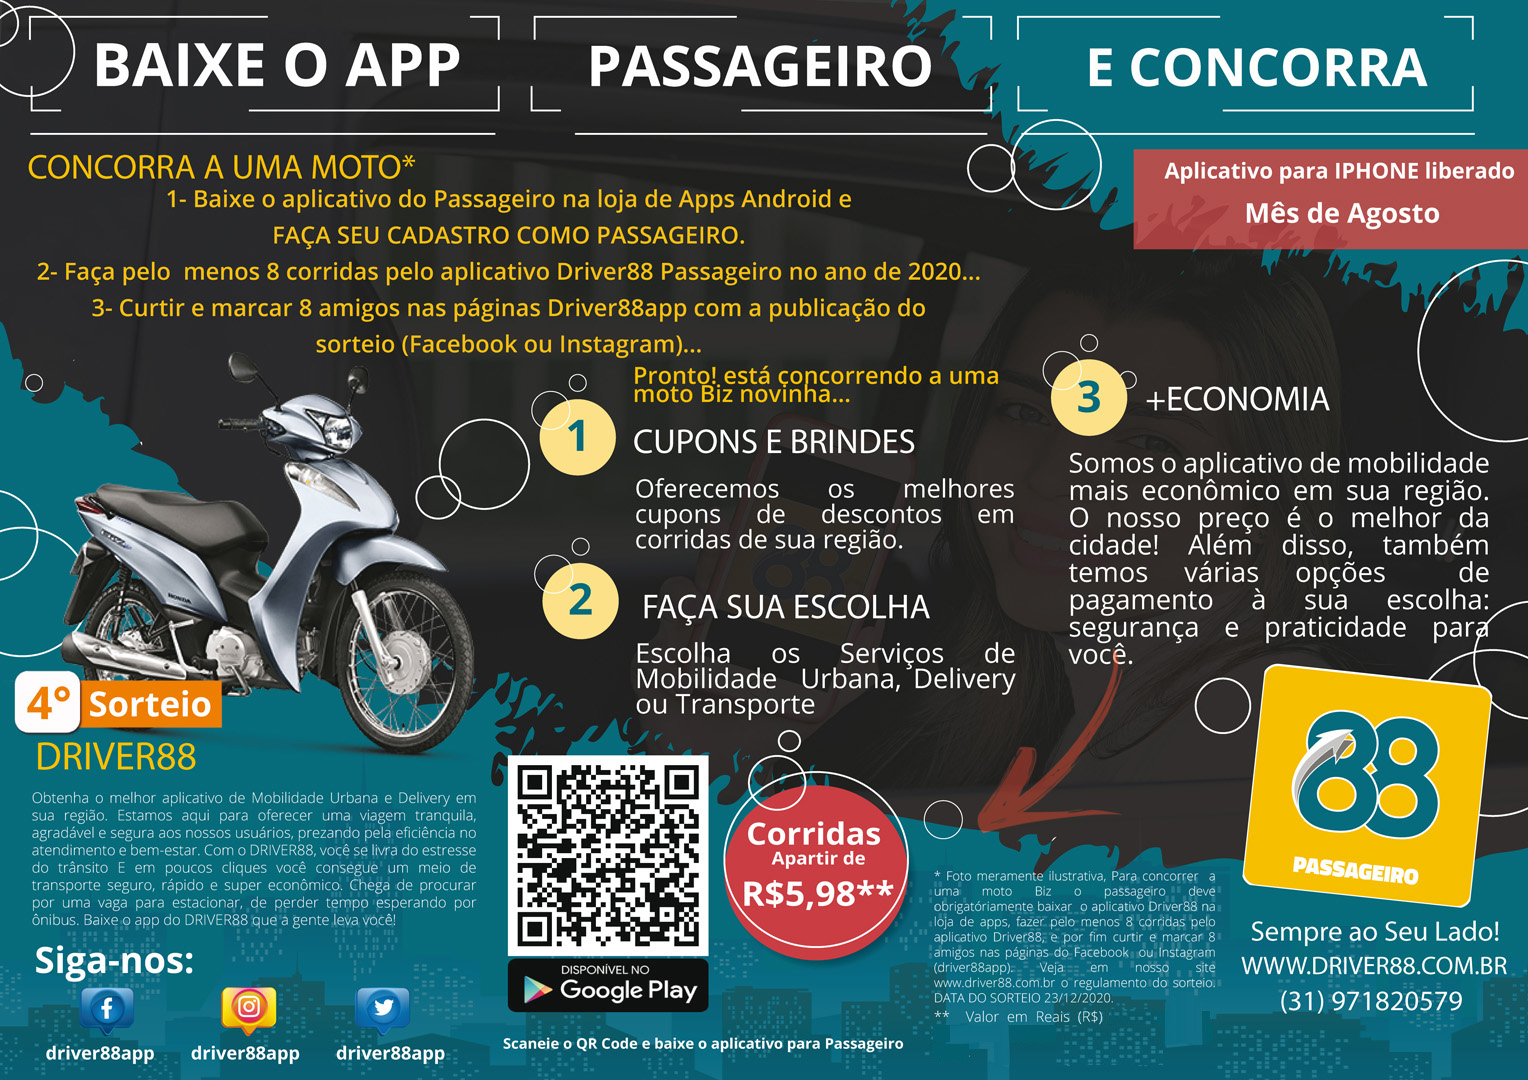 BAIXE O APP
PASSAGEIRO
E CONCORRA
CONCORRA A UMA MOTO*
1- Baixe o aplicativo do Passageiro na loja de Apps Android e
FAÇA SEU CADASTRO COMO PASSAGEIRO.
2- Faça pelo menos 8 corridas pelo aplicativo Driver88 Passageiro no ano de 2020...
3- Curtir e marcar 8 amigos nas páginas Driver88app com a publicação do
sorteio (Facebook ou Instagram)...
Pronto! está concorrendo a uma
moto Biz novinha...
Aplicativo para IPHONE liberado
Mês de Agosto
1
CUPONS E BRINDES
Oferecemos os melhores
cupons de descontos em
corridas de sua região.
2
FAÇA SUA ESCOLHA
Escolha os Serviços de
Mobilidade Urbana, Delivery
ou Transporte
3
+ECONOMIA
Somos o aplicativo de mobilidade
mais econômico em sua região.
O nosso preço é o melhor da
cidade! Além disso, também
temos várias opções de
pagamento à sua escolha:
segurança e praticidade para
você.
HONDA
4° Sorteio
DRIVER88
Obtenha o melhor aplicativo de Mobilidade Urbana e Delivery em
sua região. Estamos aqui para oferecer uma viagem tranquila,
agradável e segura aos nossos usuários, prezando pela eficiência no
atendimento e bem-estar. Com o DRIVER88, você se livra do estresse
do trânsito E em poucos cliques você consegue um meio de
transporte seguro, rápido e super econômico. Chega de procurar
por uma vaga para estacionar, de perder tempo esperando por
ônibus. Baixe o app do DRIVER88 que a gente leva você!
Siga-nos:
driver88app
driver88app
driver88app
DISPONÍVEL NO
Google Play
Scaneie o QR Code e baixe o aplicativo para Passageiro
Corridas
Apartir de
R$5,98**
* Foto meramente ilustrativa, Para concorrer a
uma moto Biz o passageiro deve
obrigatóriamente baixar o aplicativo Driver88 na
loja de apps, fazer pelo menos 8 corridas pelo
aplicativo Driver88, e por fim curtir e marcar 8
amigos nas páginas do Facebook ou Instagram
(driver88app). Veja em nosso site
www.driver88.com.br o regulamento do sorteio.
DATA DO SORTEIO 23/12/2020.
** Valor em Reais (R$)
88
PASSAGEIRO
Sempre ao Seu Lado!
WWW.DRIVER88.COM.BR
(31) 971820579